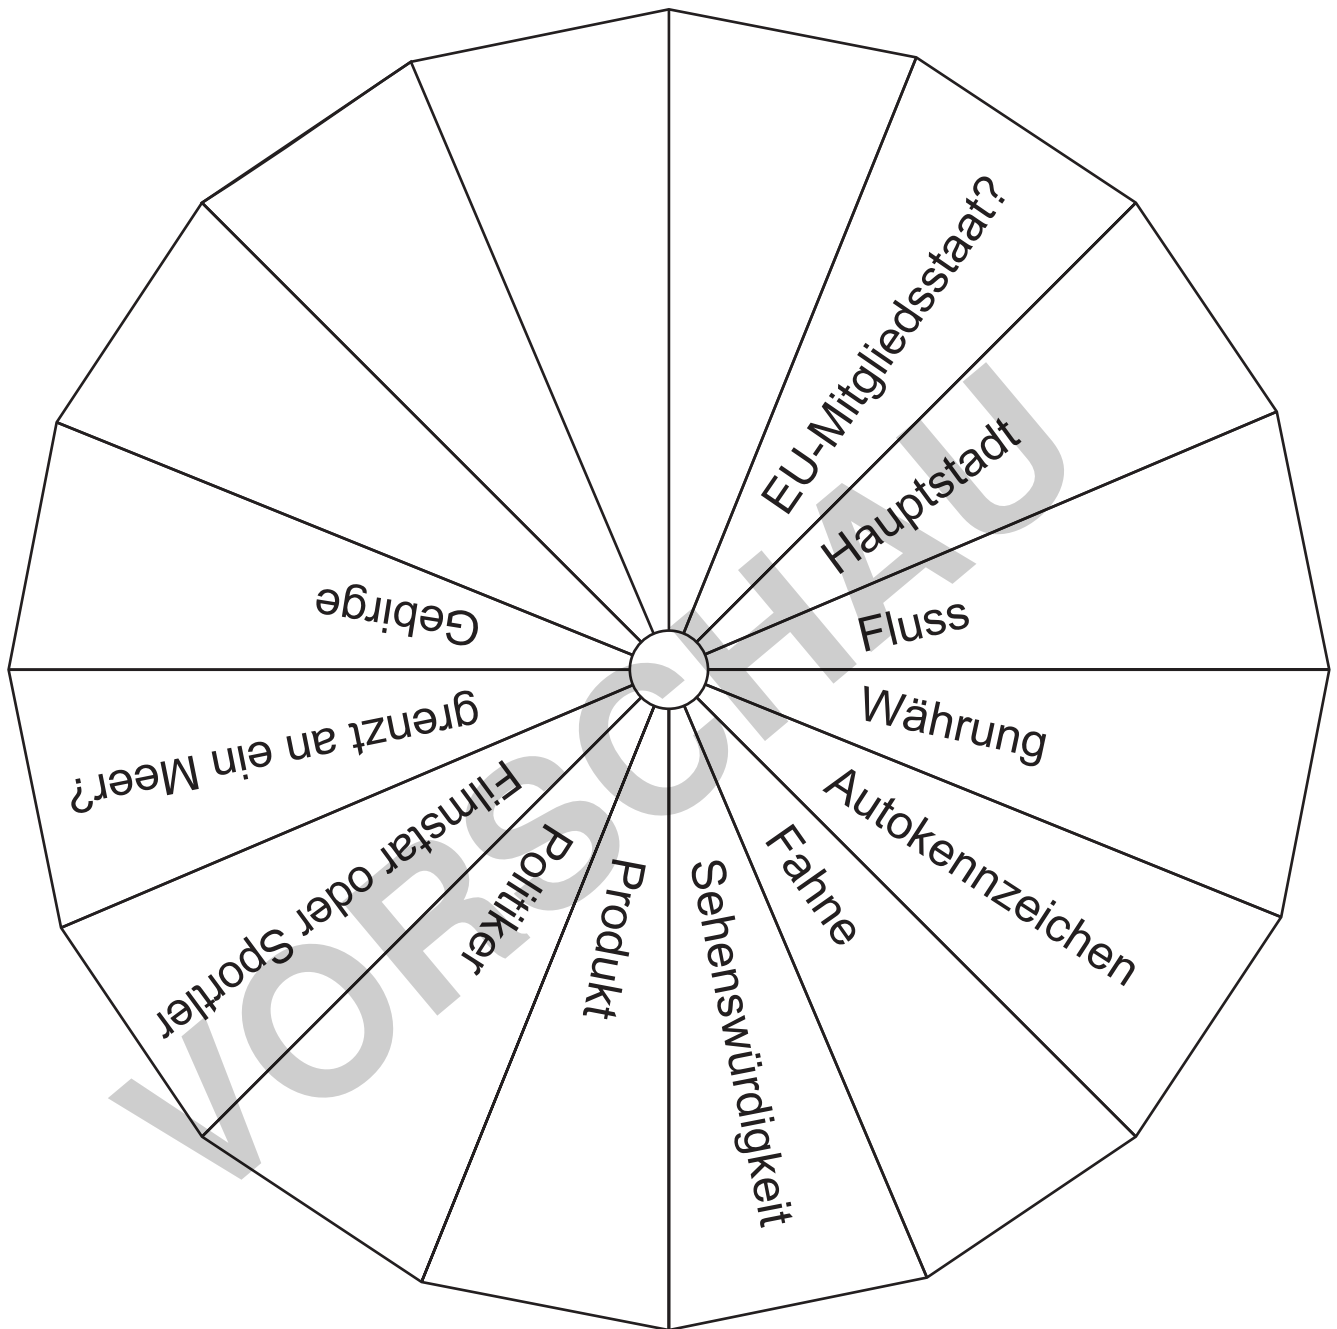 EU-Mitgliedsstaat?
Hauptstadt
Fluss
Währung
Autokennzeichen
Fahne
Sehenswürdigkeit
Produkt
Politiker
Filmstar oder Sportler
grenzt an ein Meer?
Gebirge
VORSCHAU